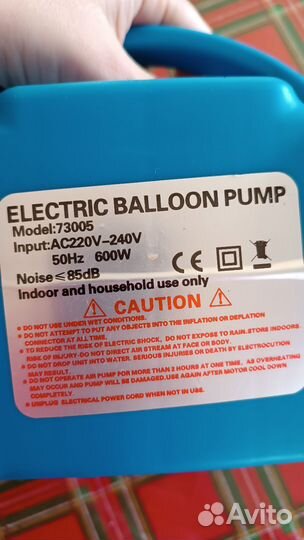 ELECTRIC BALLOON PUMP
Model:73005
Input:AC220V-240V
50Hz 600W
CE
Noise≤85dB
Indoor and household use only
CAUTION
• DO NOT USE UNDER WET CONDITIONS.
• DO NOT ATTEMPT TO PUT ANY OBJECTS INTO THE INFLATION OR DEFLATION
CONNECTOR AT ALL TIME.
• TO REDUCE THE RISK OF ELECTRIC SHOCK, DO NOT EXPOSE TO RAIN.STORE INDOORS
RISK OF INJURY-DO NOT DIRECT AIR STREAM AT FACE OR BODY.
• DO NOT DROP UNIT INTO WATER. SERIOUS INJURIES OR DEATH BY ELECTROCUTION
MAY RESULT.
• DO NOT OPERATE AIR PUMP FOR MORE THAN 2 HOURS AT ONE TIME. AS OVERHEATING
MAY OCCUR AND PUMP WILL BE DAMAGED.USE AGAIN AFTER MOTOR COOL DOWN
COMPLETELY.
• UNPLUG ELECTRICAL POWER CORD WHEN NOT IN USE.
Avito